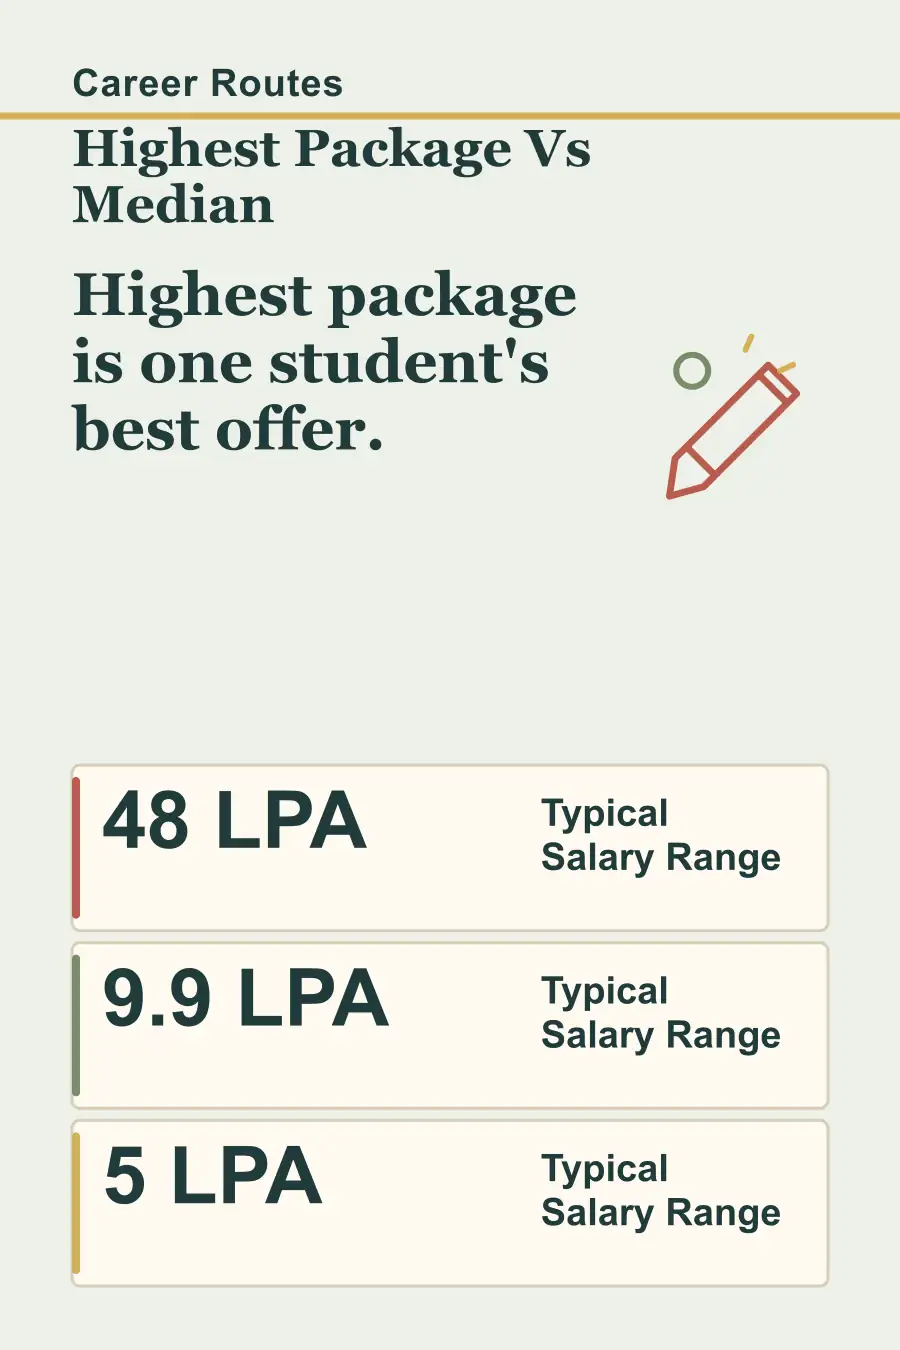 Career Routes
Highest Package Vs
Median
Highest package
is one student's
best offer.
48 LPA
Typical
Salary Range
9.9 LPA
Typical
Salary Range
5 LPA
Typical
Salary Range